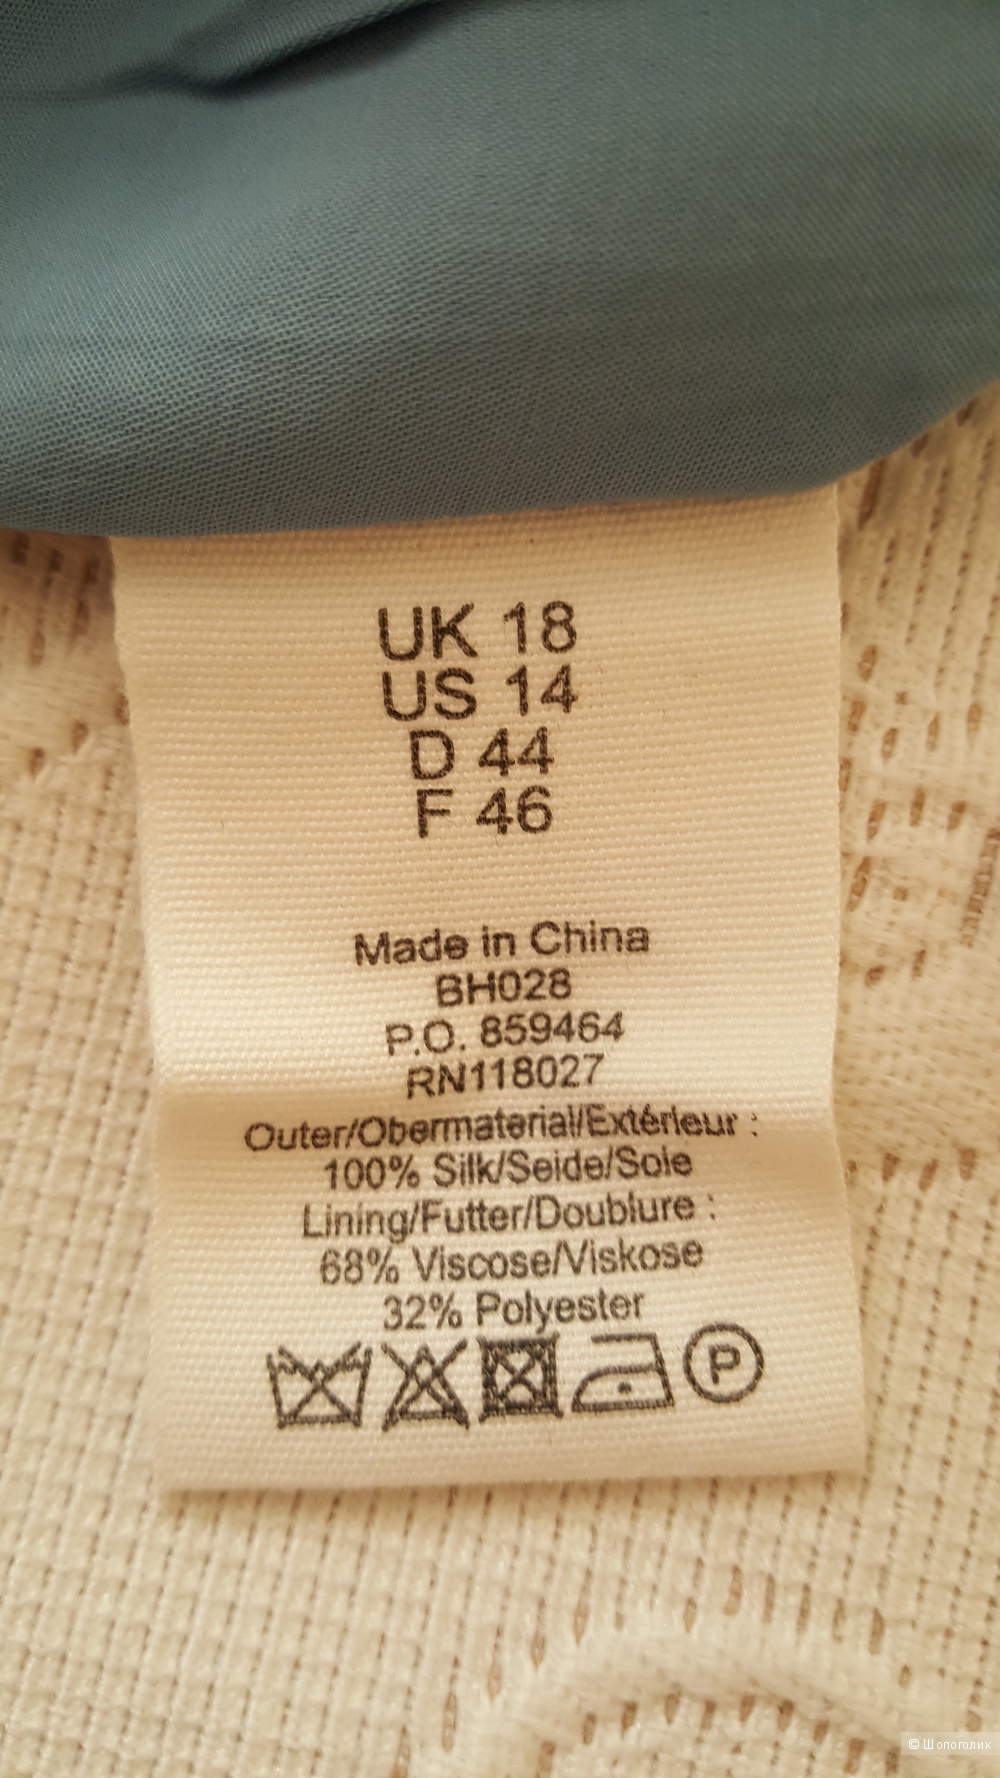 UK 18
US 14
D 44
F 46
Made in China
BH028
P.O. 859464
RN118027
Outer/Obermaterial/Extérieur :
100% Silk/Seide/Soie
Lining/Futter/Doublure :
68% Viscose/Viskose
32% Polyester
P
© Шопоголик